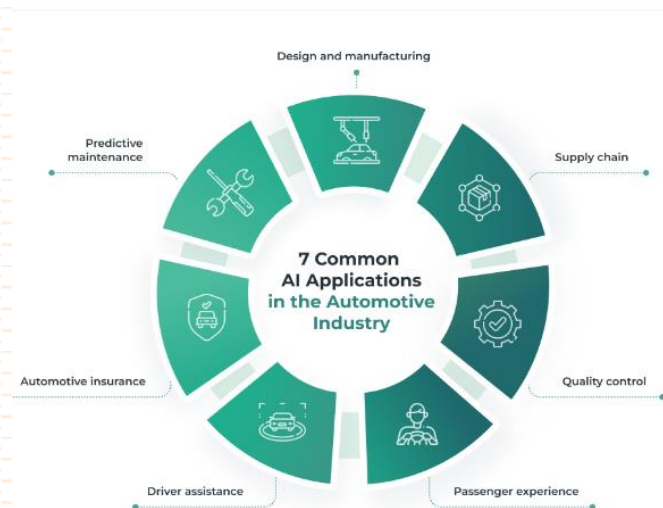 Design and manufacturing
Predictive
maintenance
Supply chain
7 Common
AI Applications
in the Automotive
Industry
Automotive insurance
Quality control
Driver assistance
Passenger experience